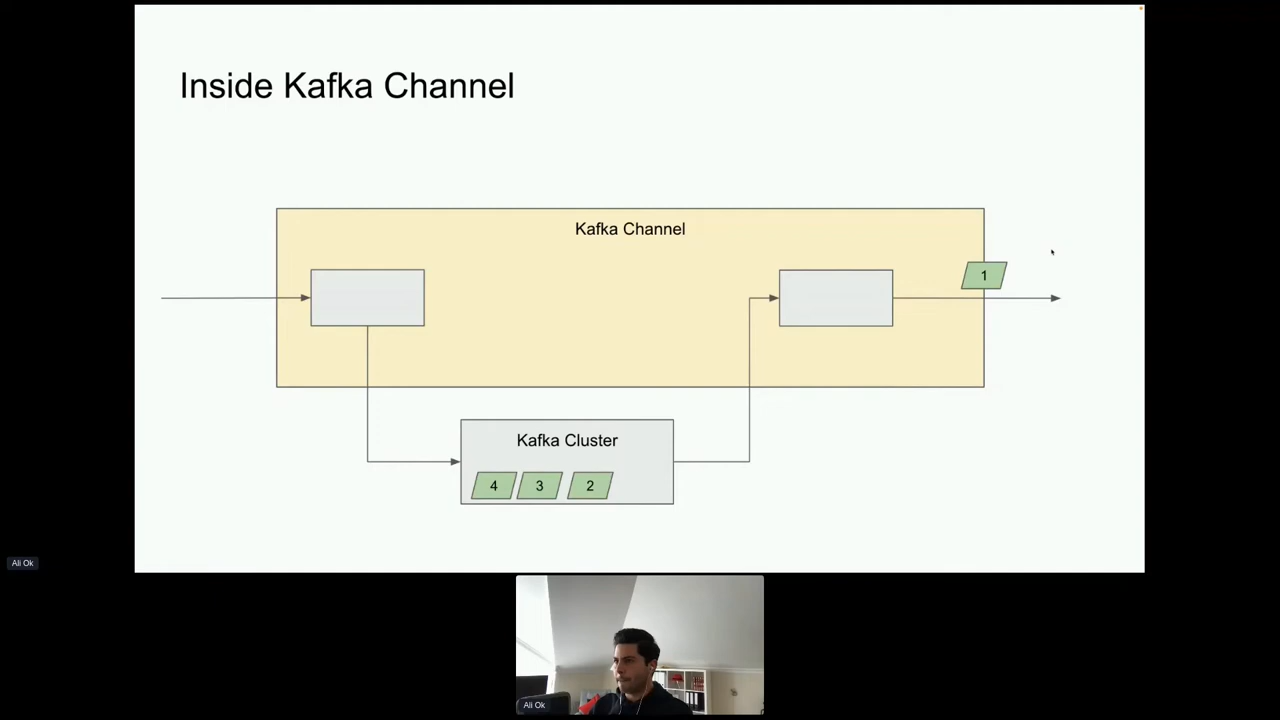 Inside Kafka Channel
Kafka Channel
1
Kafka Cluster
4 3 2
Ali Ok
Ali Ok